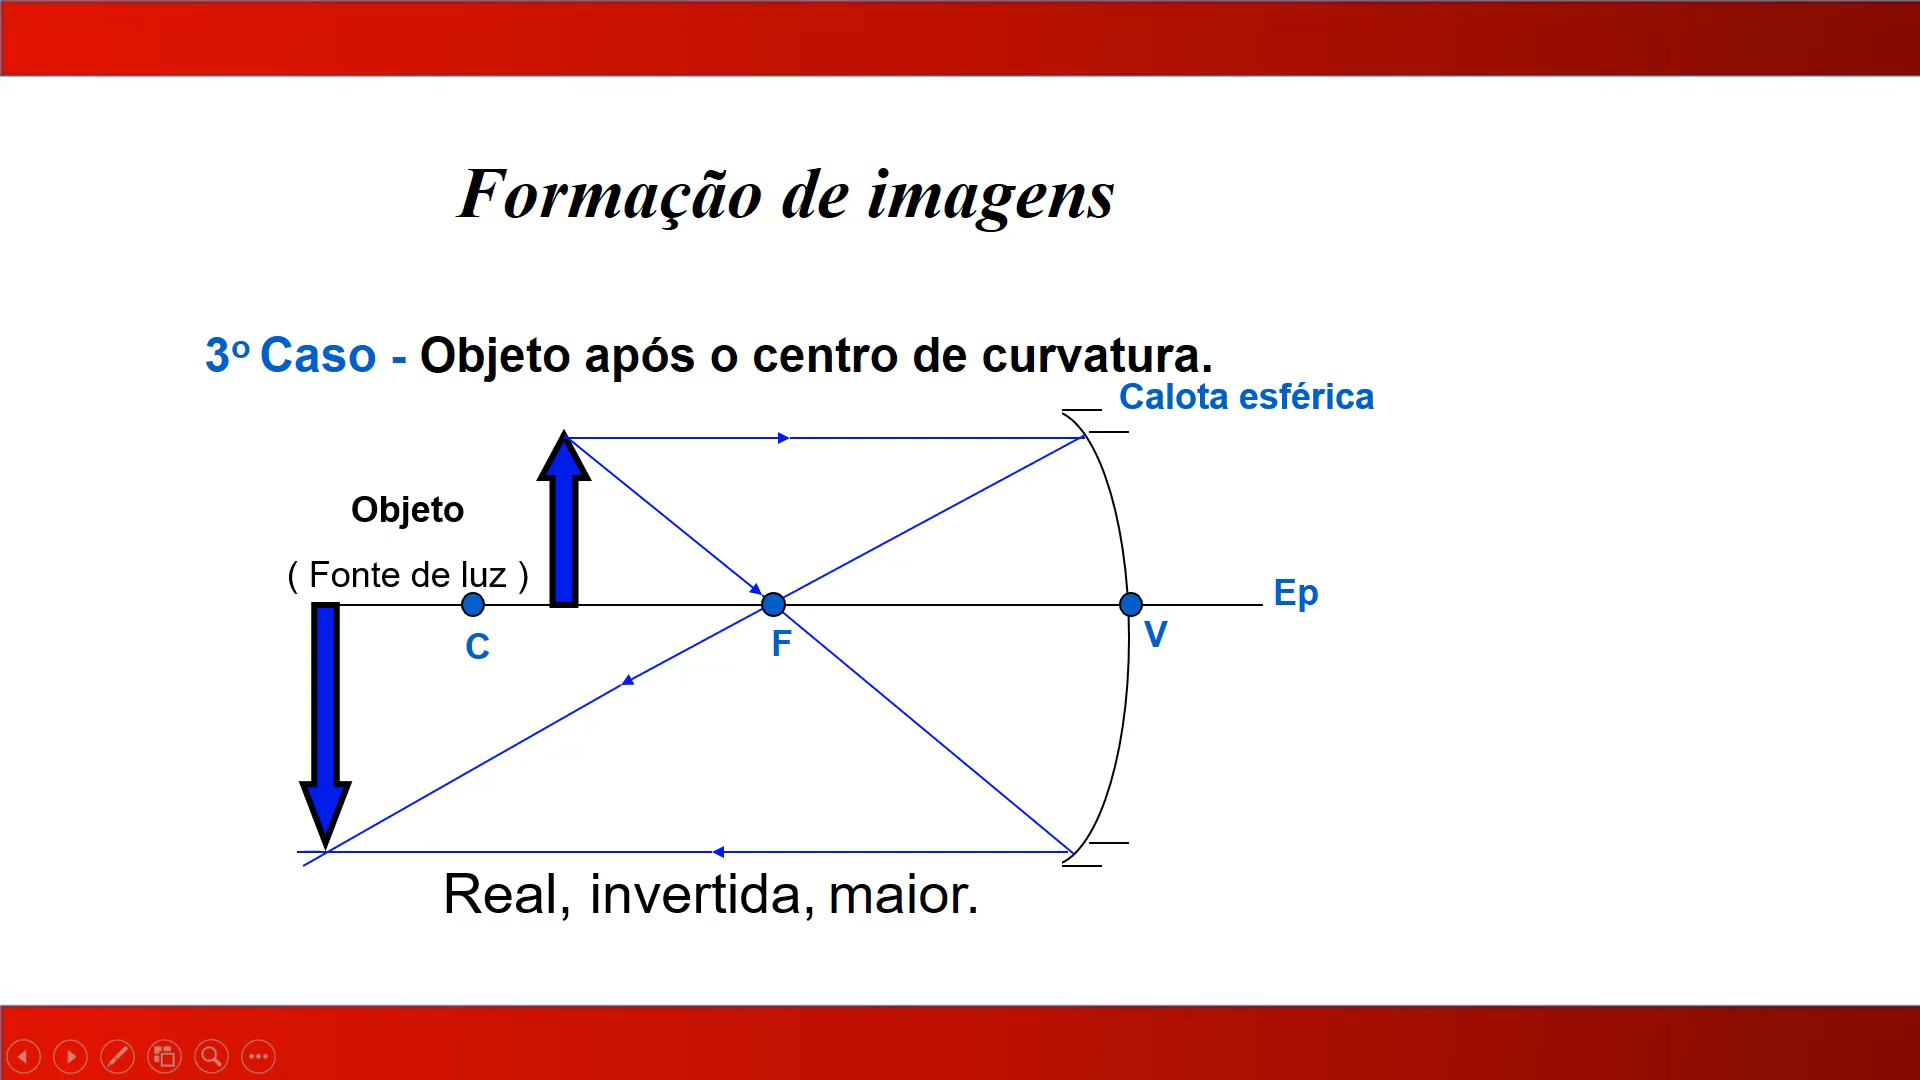 Formação de imagens
3º Caso - Objeto após o centro de curvatura.
Calota esférica
Objeto
( Fonte de luz )
Ep
C
F
V
Real, invertida, maior.